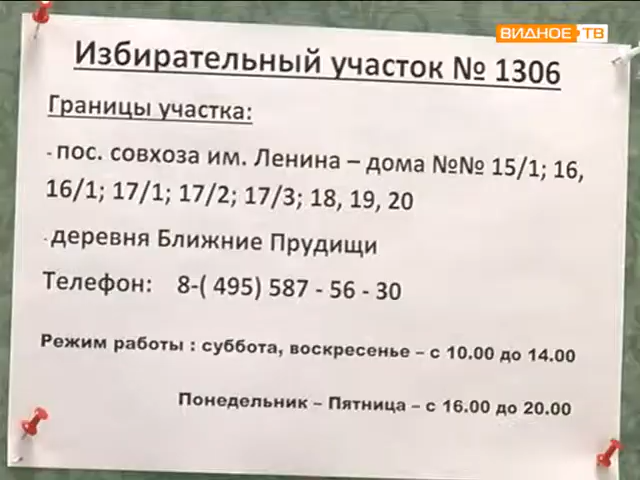 ВИДНОЕ ТВ
Избирательный участок № 1306
Границы участка:
- пос. совхоза им. Ленина – дома №№ 15/1; 16,
16/1; 17/1; 17/2; 17/3; 18, 19, 20
- деревня Ближние Прудищи
Телефон: 8-( 495) 587 - 56 - 30
Режим работы : суббота, воскресенье – с 10.00 до 14.00
Понедельник – Пятница – с 16.00 до 20.00